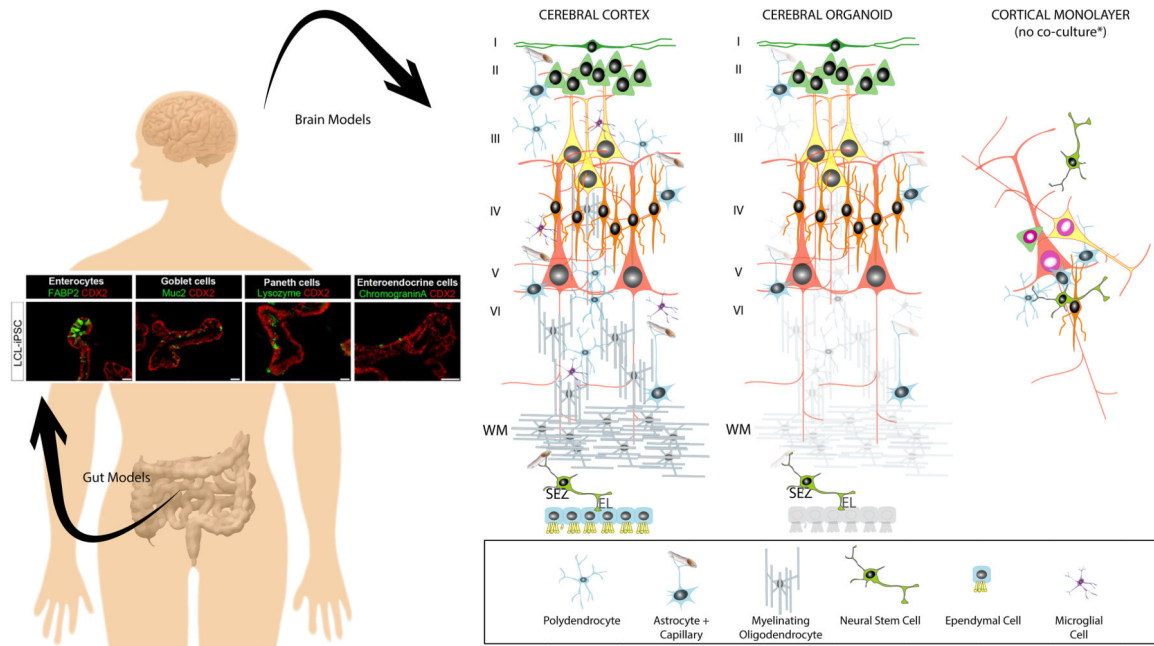 CEREBRAL CORTEX
CEREBRAL ORGANOID
CORTICAL MONOLAYER
(no co-culture*)
Brain Models
I
II
III
IV
V
VI
WM
SEZ
EL
I
II
III
IV
V
VI
WM
SEZ
EL
Enterocytes
FABP2 CDX2
Goblet cells
Muc2 CDX2
Paneth cells
Lysozyme CDX2
Enteroendocrine cells
ChromograninA CDX2
LCL-iPSC
Gut Models
Polydendrocyte
Astrocyte +
Capillary
Myelinating
Oligodendrocyte
Neural Stem Cell
Ependymal Cell
Microglial
Cell